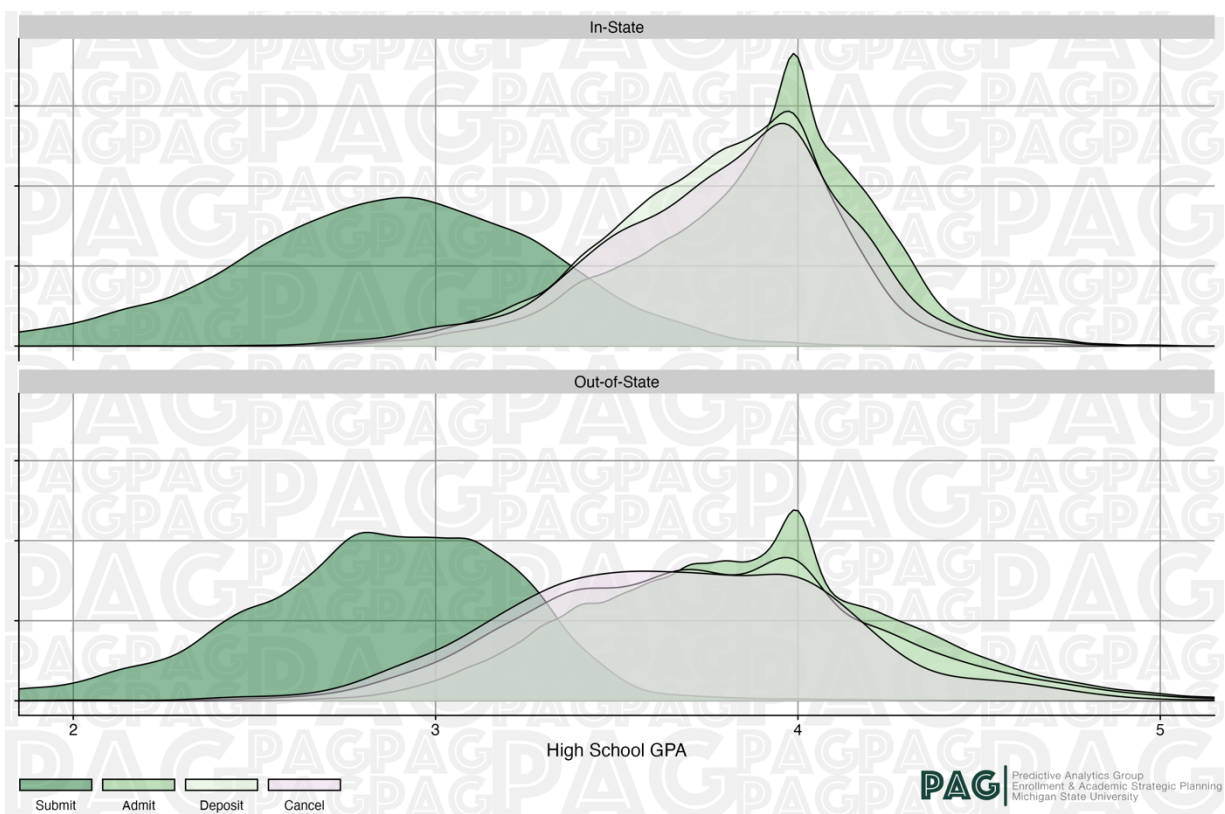 In-State
Out-of-State
2 3 4 5
High School GPA
Submit Admit Deposit Cancel
PAG
Predictive Analytics Group
Enrollment & Academic Strategic Planning
Michigan State University